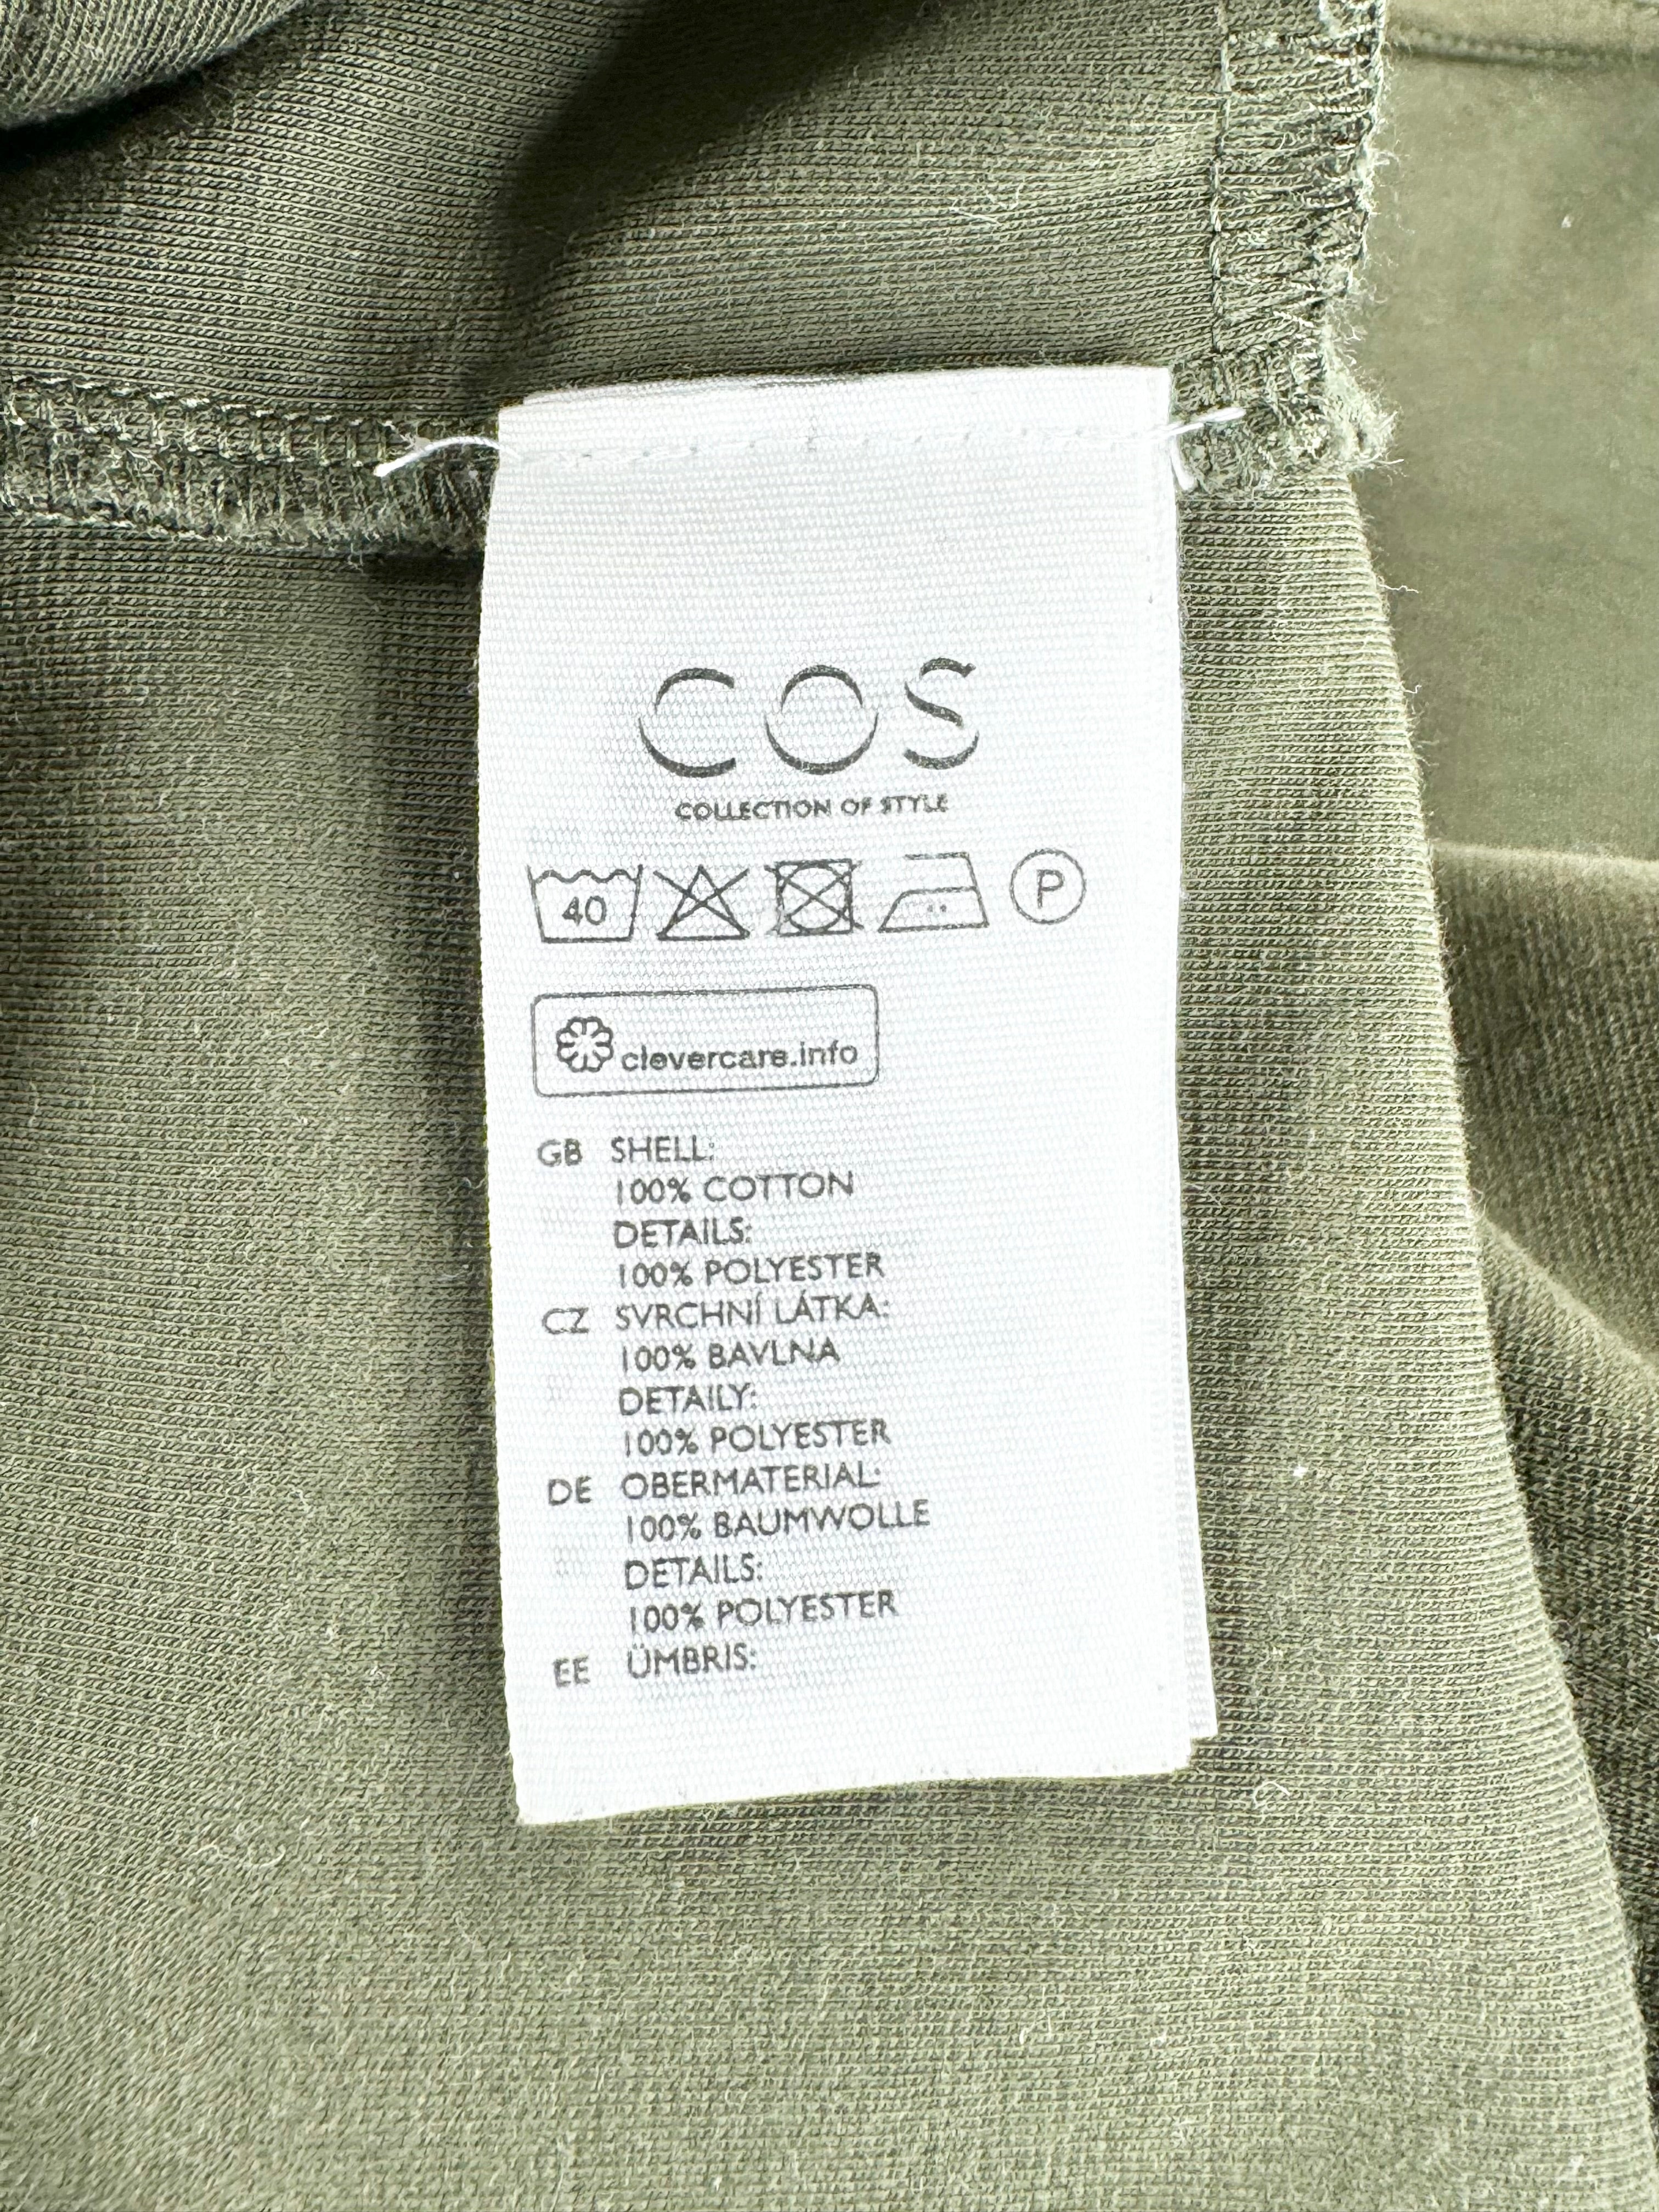 COS
COLLECTION OF STYLE
40 P
clevercare.info
GB SHELL:
100% COTTON
DETAILS:
100% POLYESTER
CZ SVRCHNÍ LÁTKA:
100% BAVLNA
DETAILY:
100% POLYESTER
DE OBERMATERIAL:
100% BAUMWOLLE
DETAILS:
100% POLYESTER
EE ÜMBRIS: